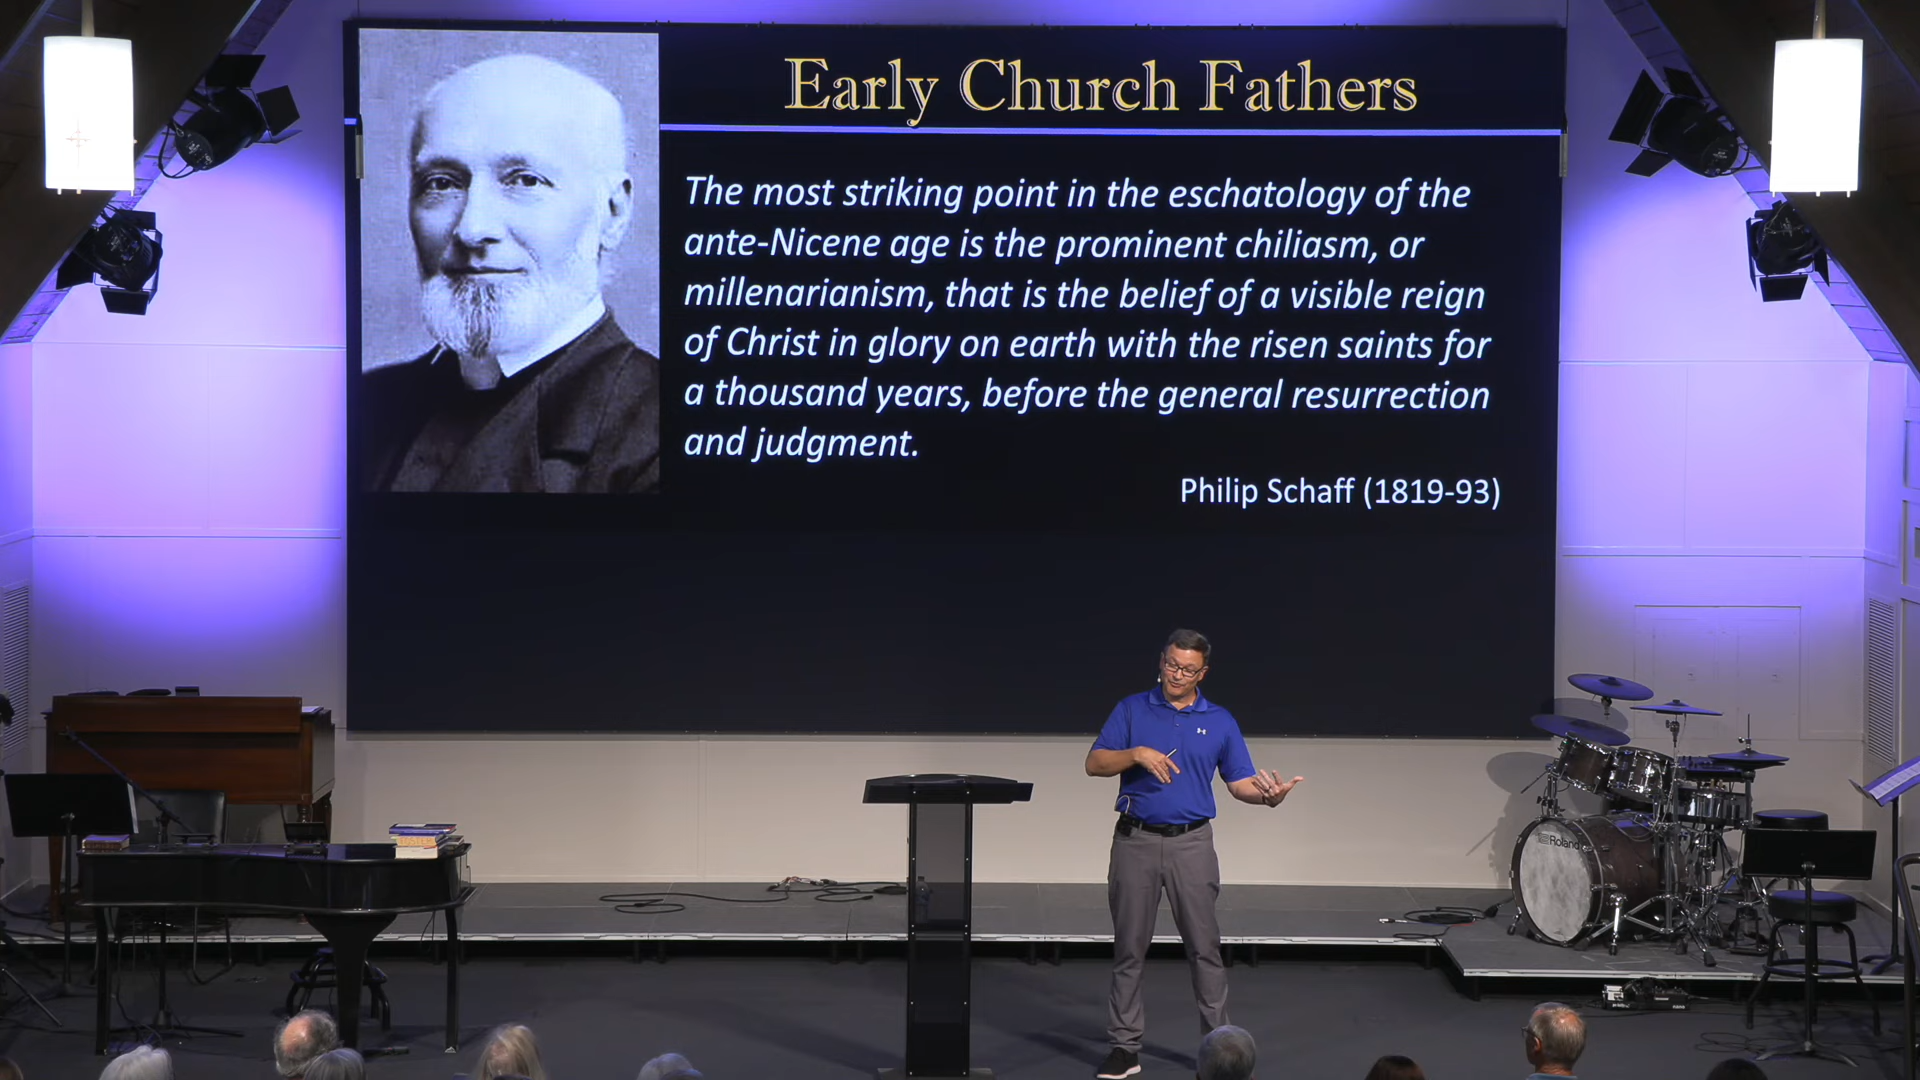 Early Church Fathers
The most striking point in the eschatology of the
ante-Nicene age is the prominent chiliasm, or
millenarianism, that is the belief of a visible reign
of Christ in glory on earth with the risen saints for
a thousand years, before the general resurrection
and judgment.
Philip Schaff (1819-93)
Roland